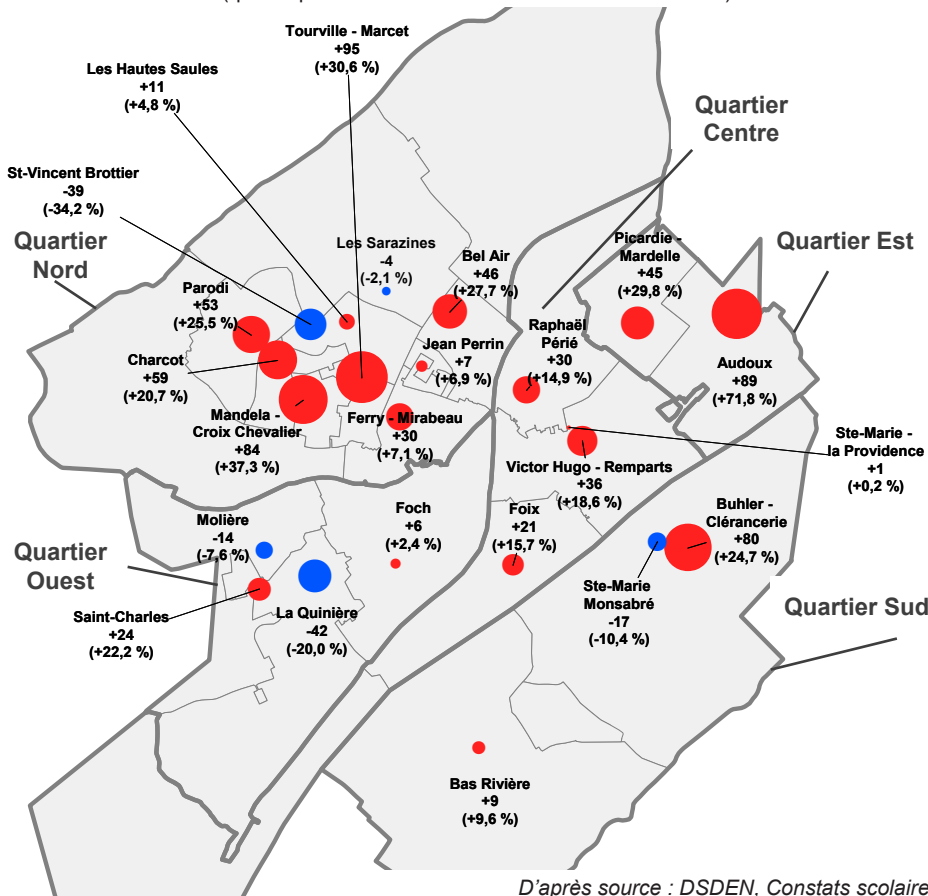 Tourville - Marcet
+95
(+30,6 %)
Les Hautes Saules
+11
(+4,8 %)
Quartier
Centre
St-Vincent Brottier
-39
(-34,2 %)
Quartier
Nord
Les Sarazines
-4
(-2,1 %)
Bel Air
+46
(+27,7 %)
Picardie -
Mardelle
+45
(+29,8 %)
Quartier Est
Parodi
+53
(+25,5 %)
Raphaël
Périé
+30
(+14,9 %)
Jean Perrin
+7
(+6,9 %)
Charcot
+59
(+20,7 %)
Audoux
+89
(+71,8 %)
Mandela -
Croix Chevalier
+84
(+37,3 %)
Ferry - Mirabeau
+30
(+7,1 %)
Ste-Marie -
la Providence
+1
(+0,2 %)
Victor Hugo - Remparts
+36
(+18,6 %)
Buhler -
Clérancerie
+80
(+24,7 %)
Foch
+6
(+2,4 %)
Foix
+21
(+15,7 %)
Molière
-14
(-7,6 %)
Quartier
Ouest
Ste-Marie
Monsabré
-17
(-10,4 %)
Quartier Sud
Saint-Charles
+24
(+22,2 %)
La Quinière
-42
(-20,0 %)
Bas Rivière
+9
(+9,6 %)
D'après source : DSDEN, Constats scolaire